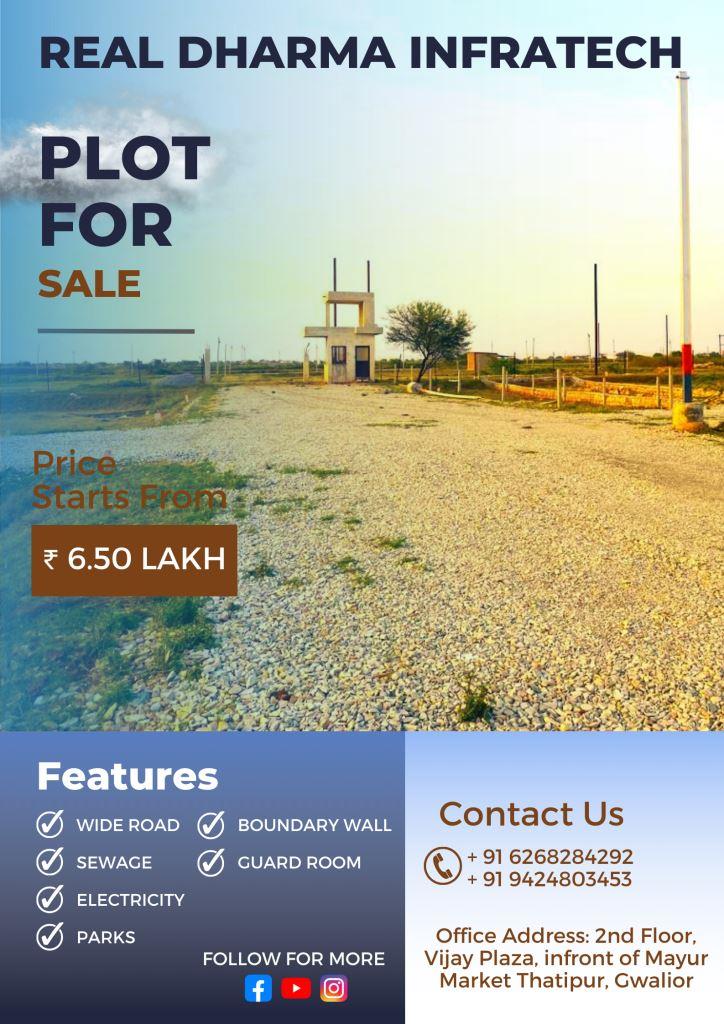 REAL DHARMA INFRATECH
PLOT
FOR
SALE
Price
Starts From
₹ 6.50 LAKH
Features
WIDE ROAD
SEWAGE
ELECTRICITY
PARKS
BOUNDARY WALL
GUARD ROOM
FOLLOW FOR MORE
Contact Us
+ 91 6268284292
+ 91 9424803453
Office Address: 2nd Floor,
Vijay Plaza, infront of Mayur
Market Thatipur, Gwalior